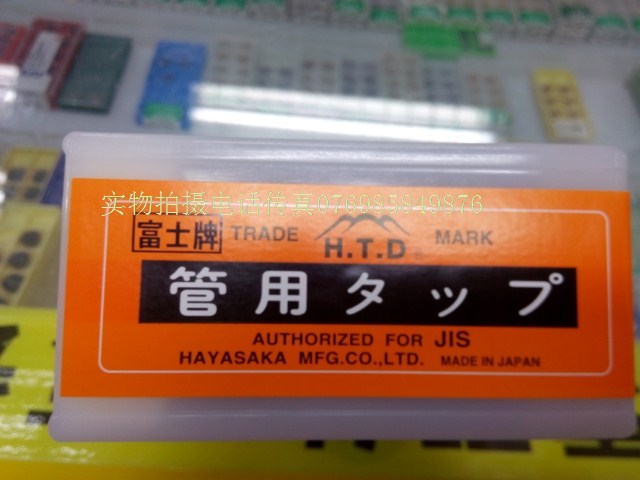 实物拍摄电话传真076985849876
富士牌 TRADE H.T.D MARK
管用タップ
AUTHORIZED FOR JIS
HAYASAKA MFG.CO.,LTD. MADE IN JAPAN